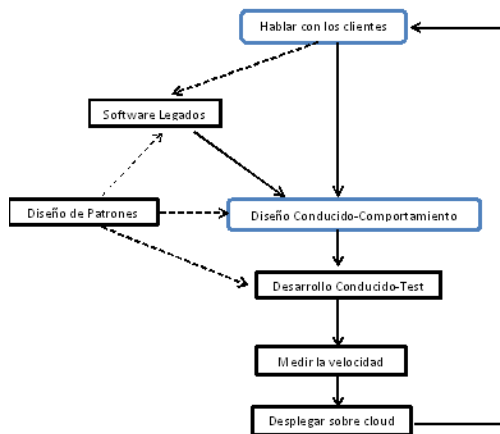 Hablar con los clientes
Software Legados
Diseño de Patrones
Diseño Conducido-Comportamiento
Desarrollo Conducido-Test
Medir la velocidad
Desplegar sobre cloud